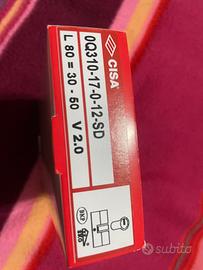 CISA
0Q310-17-0-12-SD
L 80 = 30 - 50 V 2.0
subito